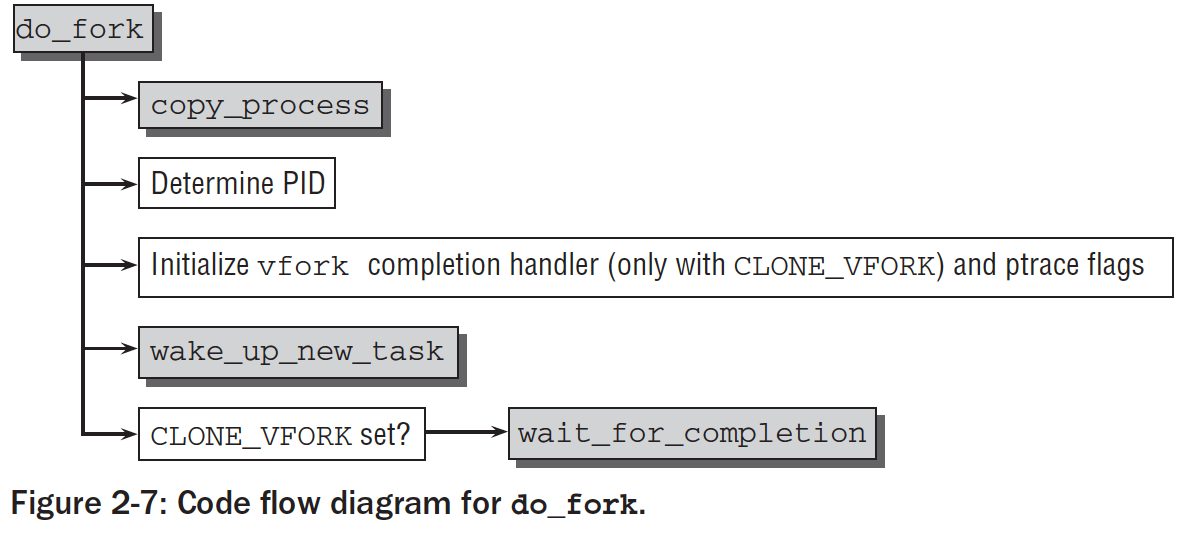 do_fork
copy_process
Determine PID
Initialize vfork completion handler (only with CLONE_VFORK) and ptrace flags
wake_up_new_task
CLONE_VFORK set?
wait_for_completion
Figure 2-7: Code flow diagram for do_fork.